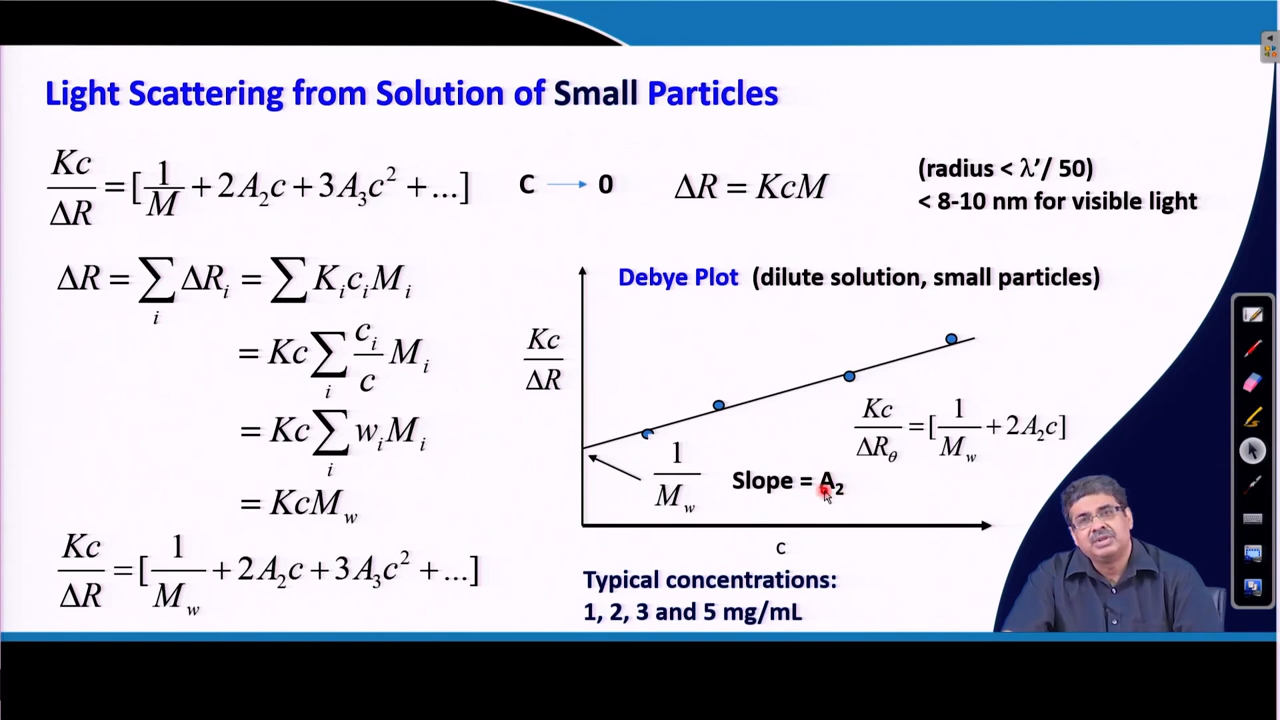 Light Scattering from Solution of Small Particles
Kc/ΔR = [1/M + 2A₂c + 3A₃c² + ...]
C → 0
ΔR = KcM
(radius < λ’/ 50)
< 8-10 nm for visible light
ΔR = ∑ᵢ ΔRᵢ = ∑ KᵢcᵢMᵢ
= Kc ∑ᵢ cᵢ/c Mᵢ
= Kc ∑ᵢ wᵢMᵢ
= KcM_w
Kc/ΔR = [1/M_w + 2A₂c + 3A₃c² + ...]
Debye Plot (dilute solution, small particles)
Kc/ΔR
Kc/ΔR_θ = [1/M_w + 2A₂c]
1/M_w
Slope = A₂
C
Typical concentrations:
1, 2, 3 and 5 mg/mL